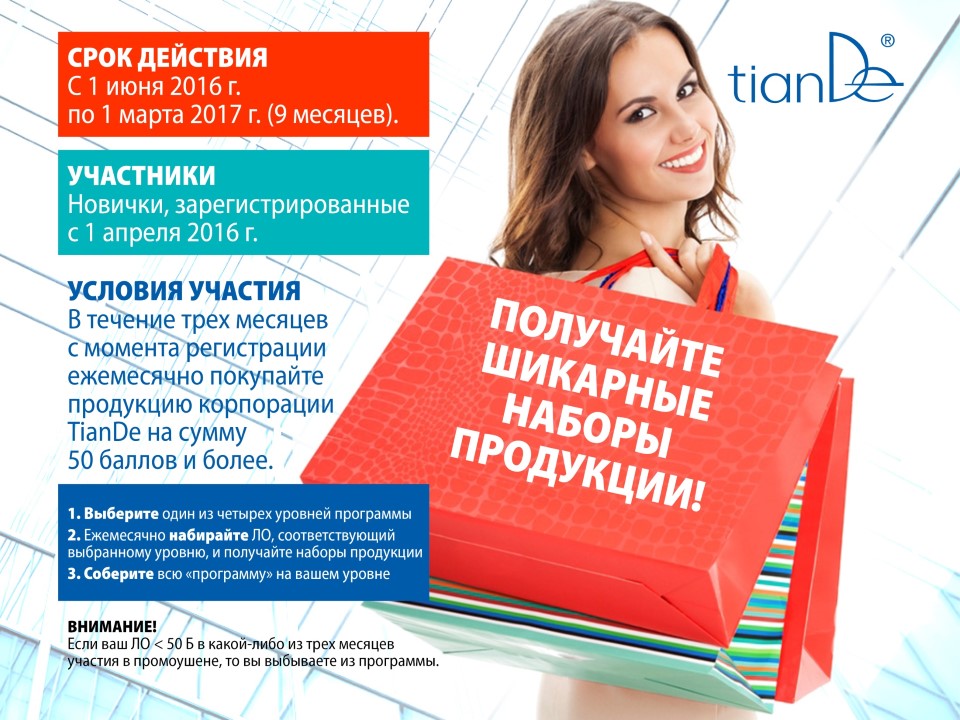 СРОК ДЕЙСТВИЯ
С 1 июня 2016 г.
по 1 марта 2017 г. (9 месяцев).
УЧАСТНИКИ
Новички, зарегистрированные
с 1 апреля 2016 г.
УСЛОВИЯ УЧАСТИЯ
В течение трех месяцев
с момента регистрации
ежемесячно покупайте
продукцию корпорации
TianDe на сумму
50 баллов и более.
1. Выберите один из четырех уровней программы
2. Ежемесячно набирайте ЛО, соответствующий
выбранному уровню, и получайте наборы продукции
3. Соберите всю «программу» на вашем уровне
ВНИМАНИЕ!
Если ваш ЛО < 50 Б в какой-либо из трех месяцев
участия в промоушене, то вы выбываете из программы.
tianDe®
ПОЛУЧАЙТЕ
ШИКАРНЫЕ
НАБОРЫ
ПРОДУКЦИИ!